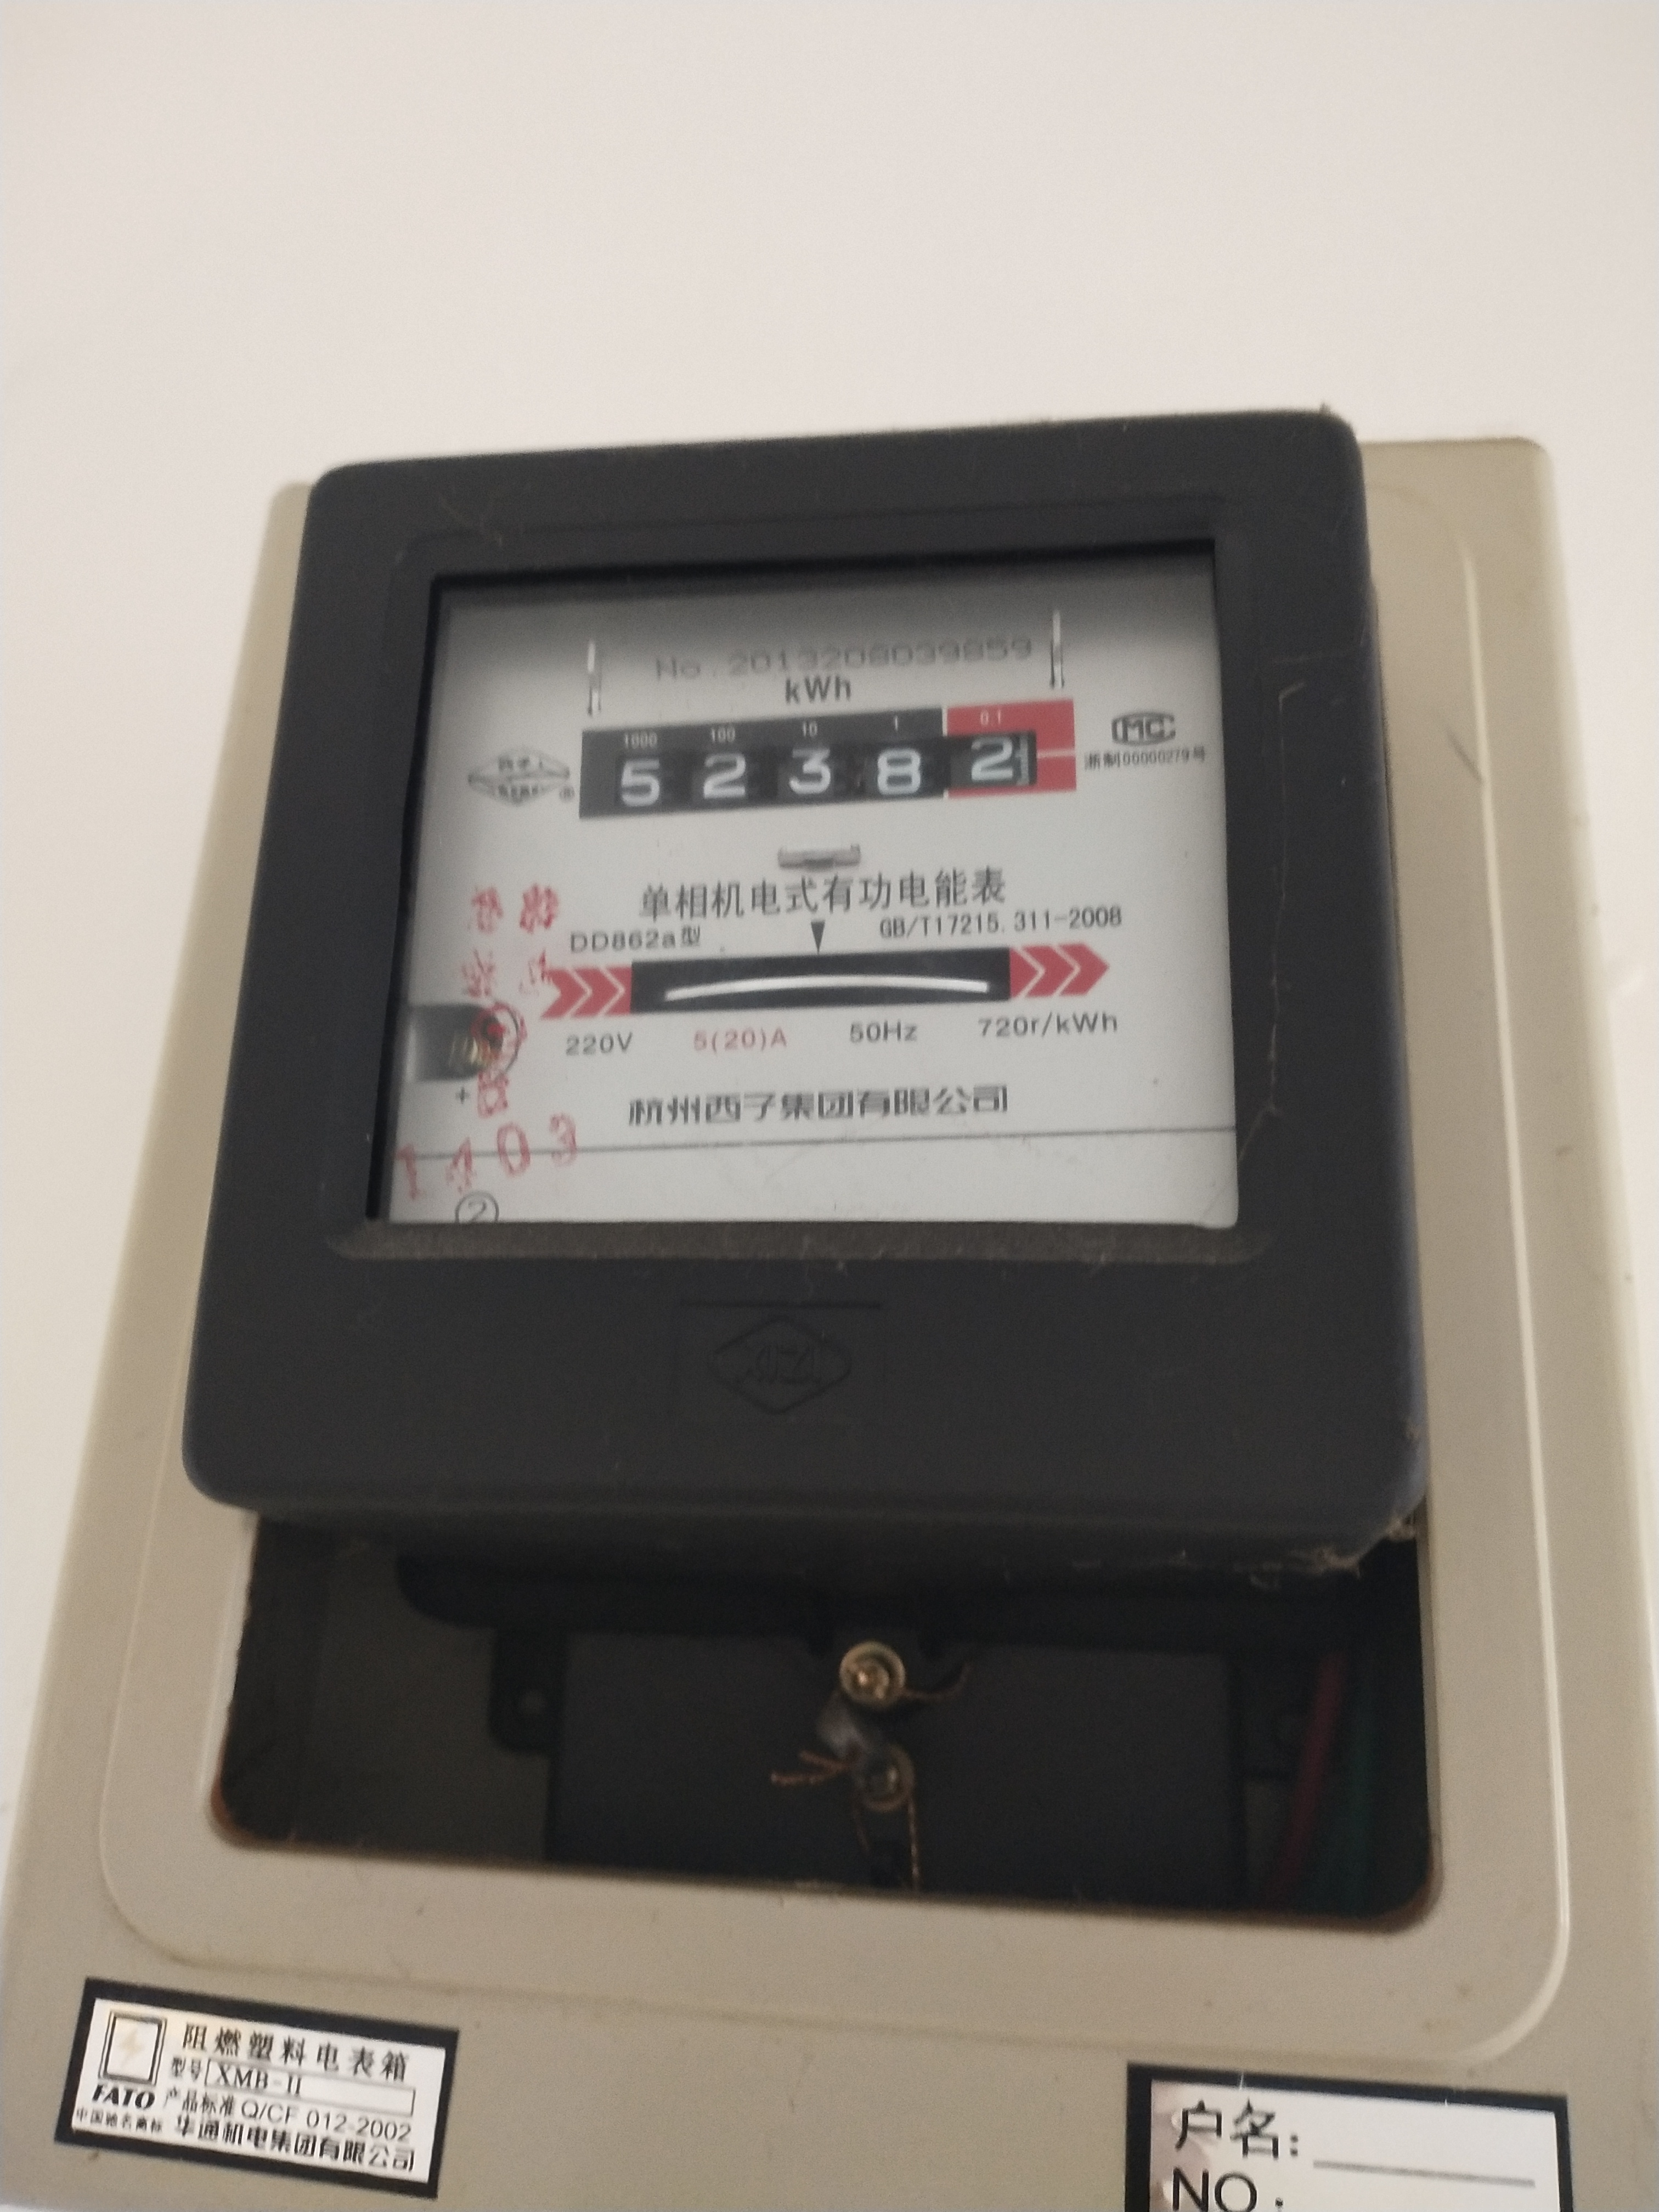 No.2013208039859
kWh
1000 100 10 1 0.1
5 2 3 8 2
MC
浙制00000279号
单相机电式有功电能表
DD862a型
GB/T17215.311-2008
220V 5(20)A 50Hz 720r/kWh
杭州西子集团有限公司
+
1403
②
XIZI
阻燃塑料电表箱
型号 XMB-II
FATO 产品标准 Q/CF 012-2002
中国驰名商标 华通机电集团有限公司
户名:
NO.: